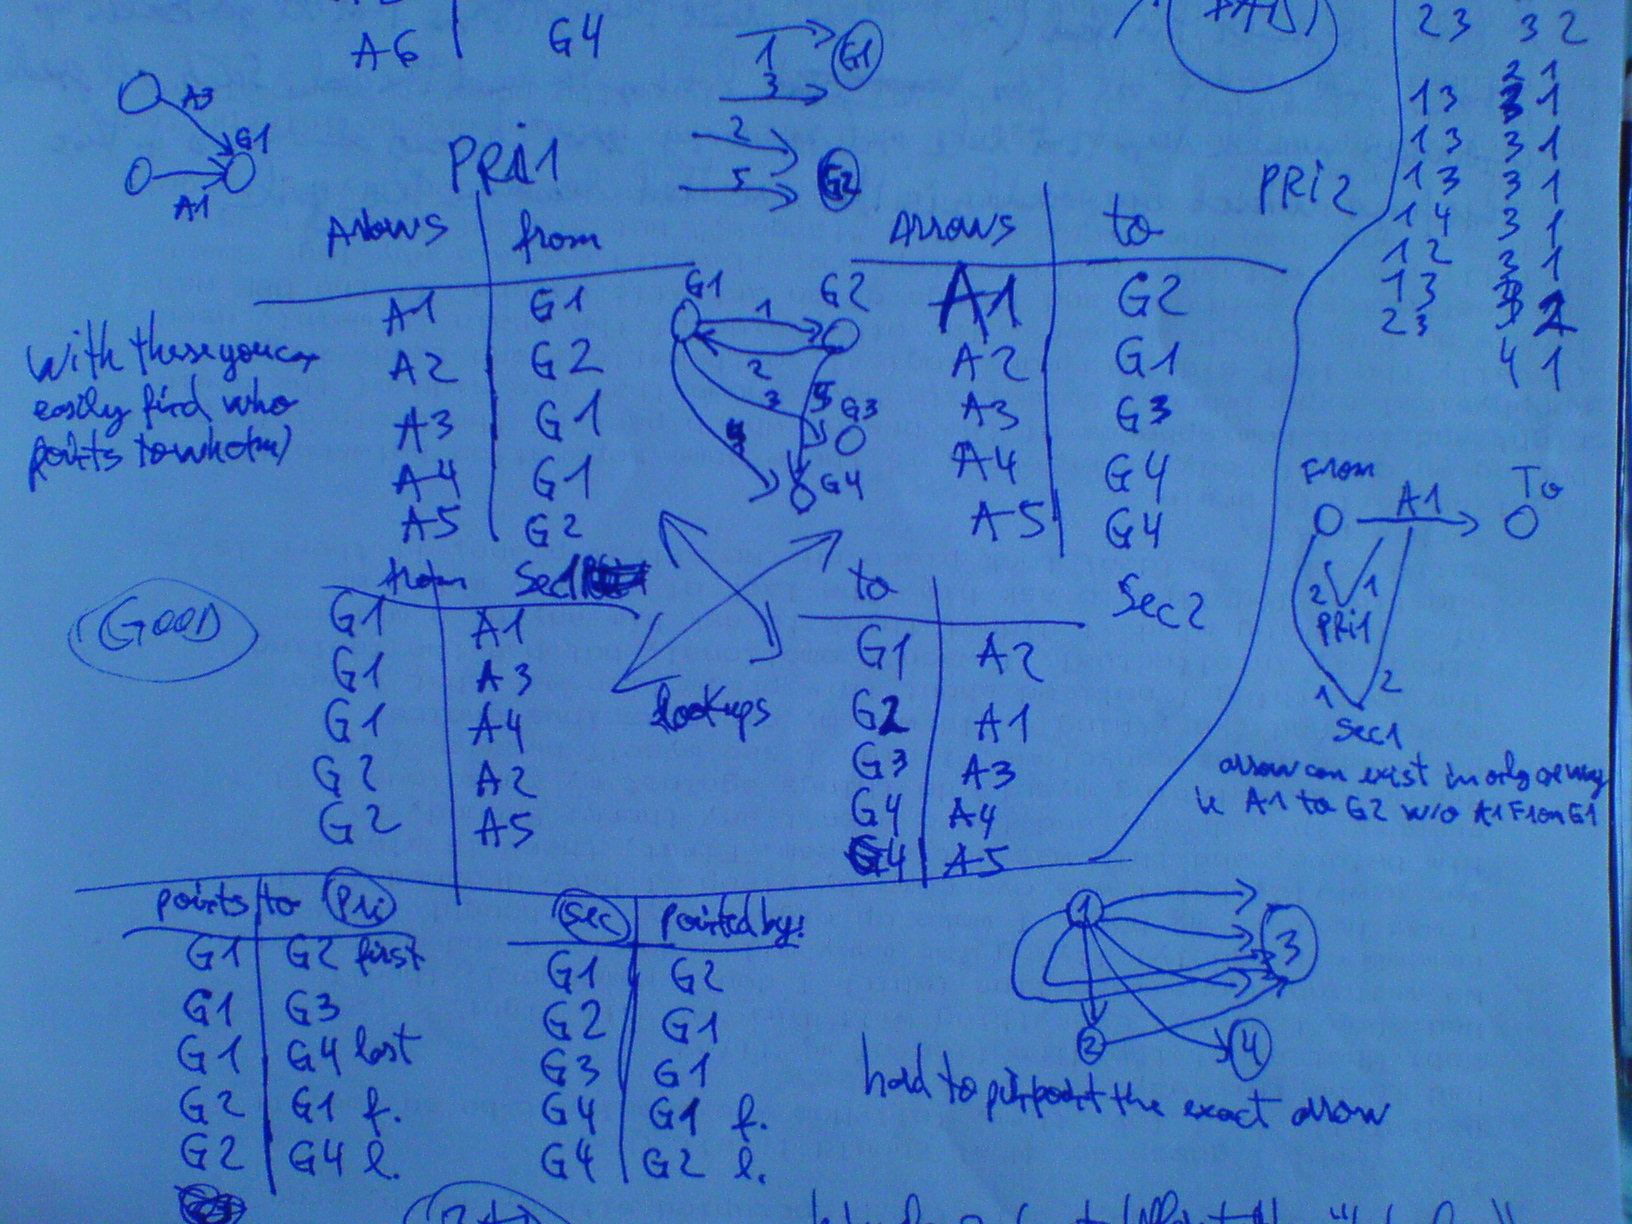 A6 G4
1 G1
3
2
5 G2
A3
G1
A1
PRi1
Arrows from
A1 G1
A2 G2
A3 G1
A4 G1
A5 G2
With these you can
easily find who
points to whom)
G1 G2
1
2
3 5 G3
4
G4
PRi2
Arrows to
A1 G2
A2 G1
A3 G3
A4 G4
A5 G4
23 32
21
13 31
13 31
13 31
14 31
12 31
13 2
23
41
From A1 To
2 1
PRi1
1 2
Sec1
arrow can exist in only one way
ie A1 to G2 w/o A1 From G1
GOOD
from Sec1
G1 A1
G1 A3
G1 A4
G2 A2
G2 A5
lookups
to Sec2
G1 A2
G2 A1
G3 A3
G4 A4
G4 A5
points to Pri
G1 G2 first
G1 G3
G1 G4 last
G2 G1 f.
G2 G4 l.
Sec pointed by:
G1 G2
G2 G1
G3 G1
G4 G1 f.
G4 G2 l.
1
3
2 4
hard to pinpoint the exact arrow